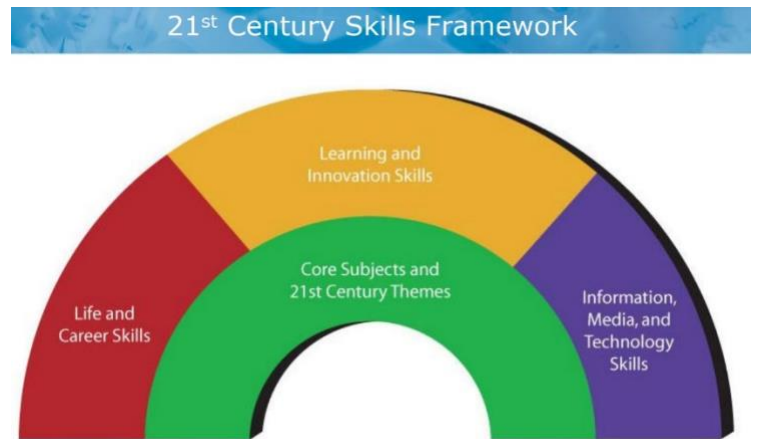 21st Century Skills Framework
Learning and
Innovation Skills
Core Subjects and
21st Century Themes
Life and
Career Skills
Information,
Media, and
Technology
Skills